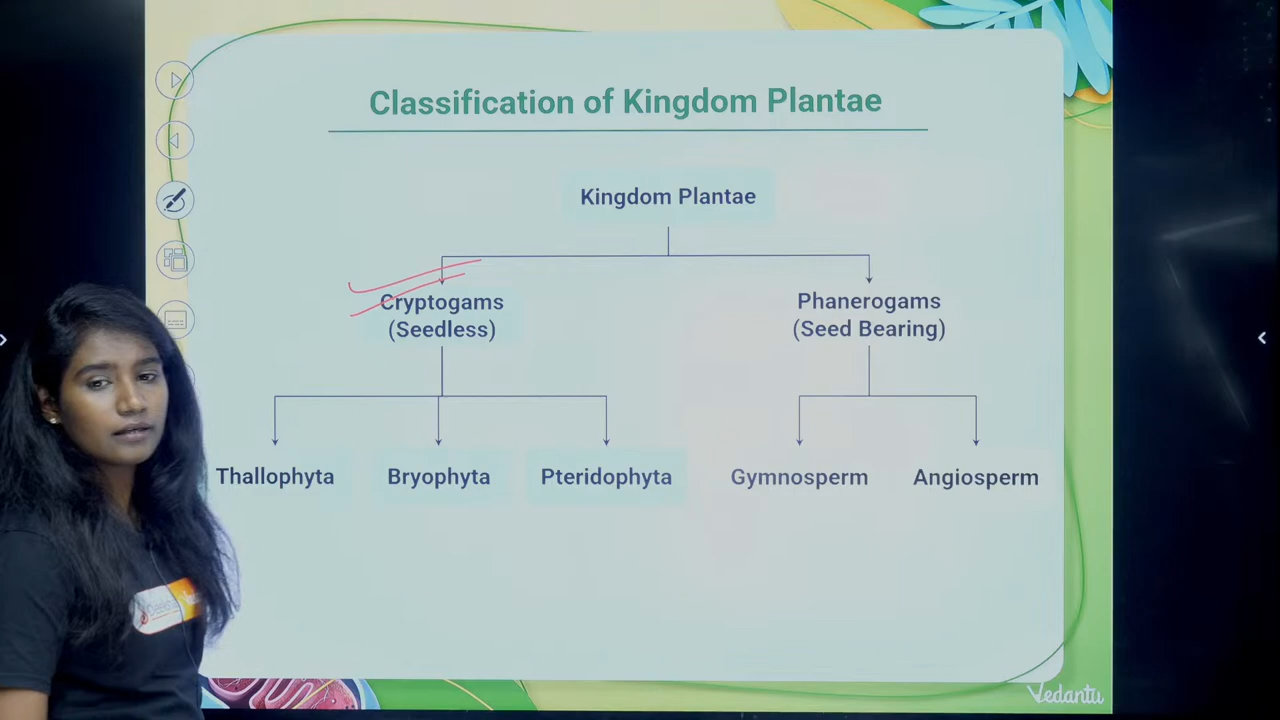 Classification of Kingdom Plantae
Kingdom Plantae
Cryptogams
(Seedless)
Phanerogams
(Seed Bearing)
Thallophyta
Bryophyta
Pteridophyta
Gymnosperm
Angiosperm
Vedantu